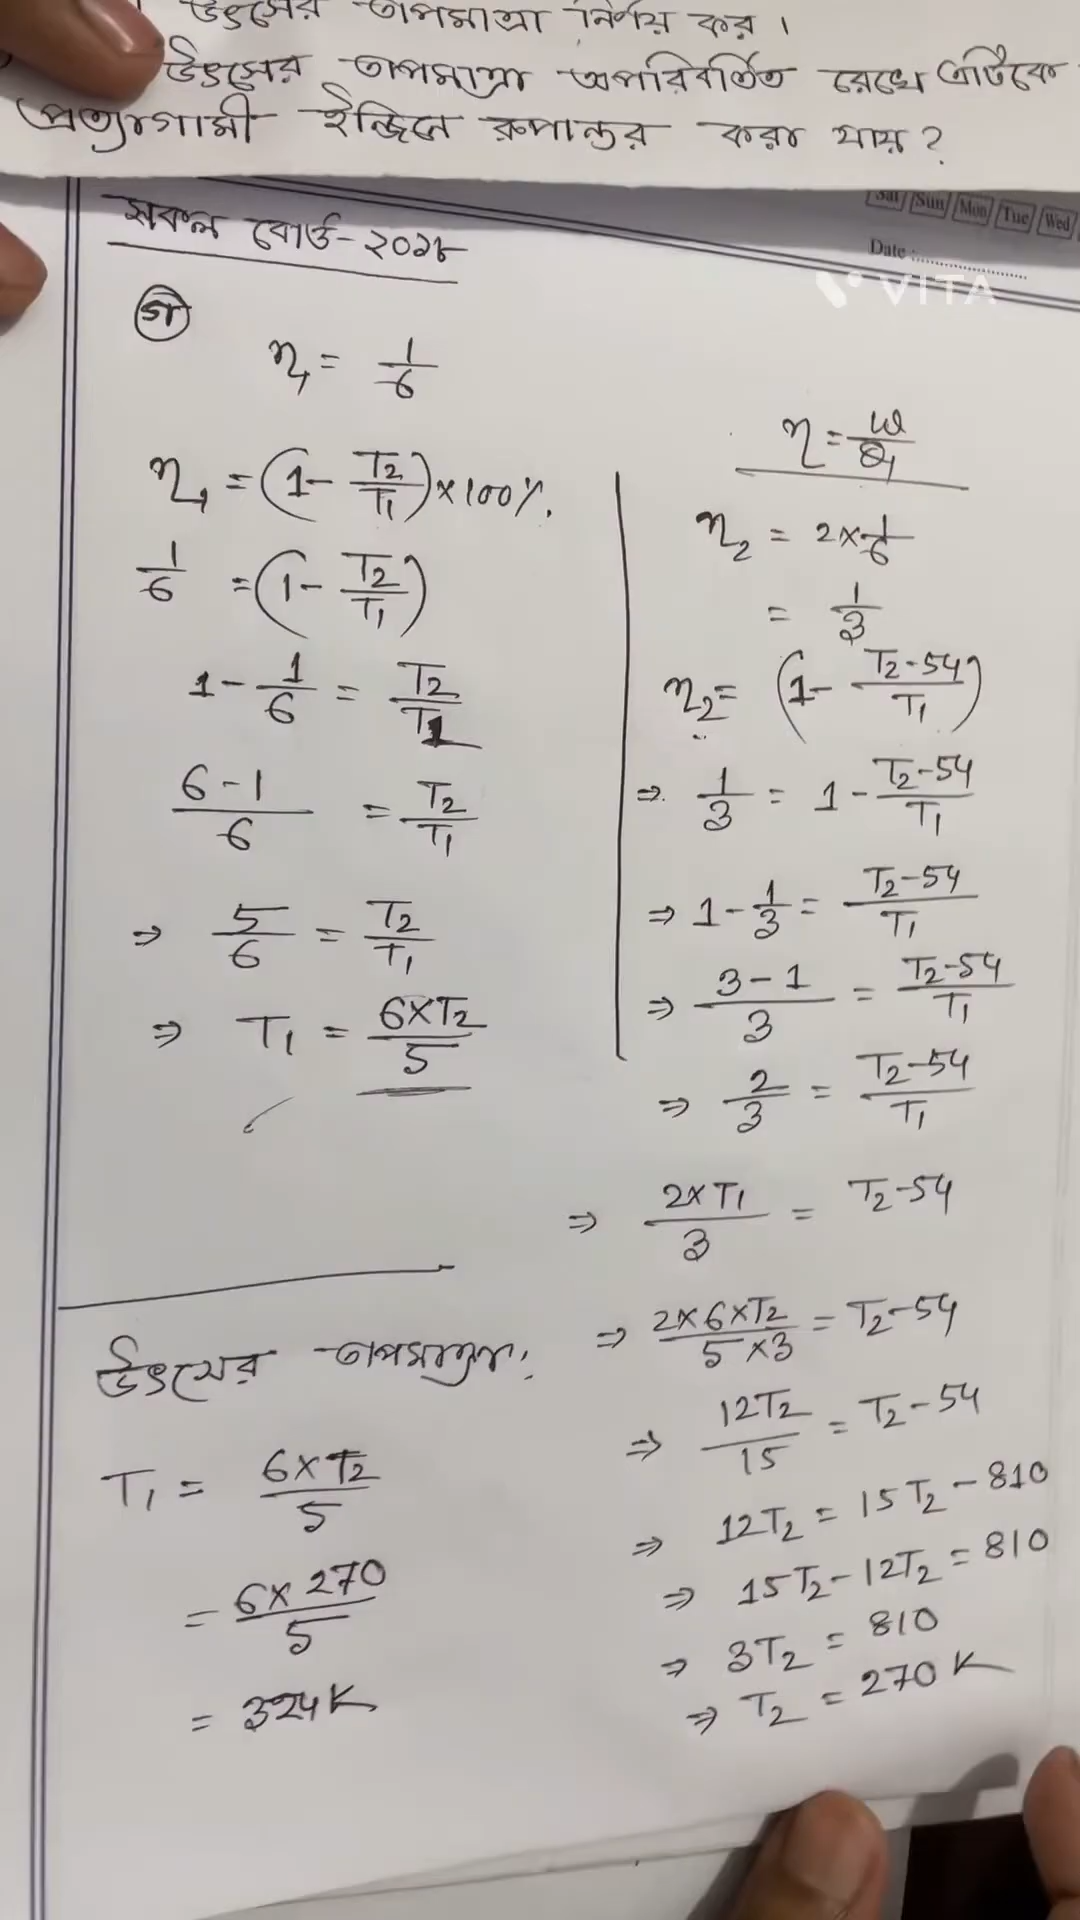 উৎসের তাপমাত্রা নির্ণয় কর।
উৎসের তাপমাত্রা অপরিবর্তিত রেখে এটিকে
প্রত্যাগামী ইঞ্জিনে রুপান্তর করা যায়?
Sat Sun Mon Tue Wed
Date :....................
সকল বোর্ড-২০১৮
VITA
গ
η₁ = 1/6
η₁ = (1 - T₂/T₁) × 100%.
1/6 = (1 - T₂/T₁)
1 - 1/6 = T₂/T₁
(6 - 1)/6 = T₂/T₁
⇒ 5/6 = T₂/T₁
⇒ T₁ = (6×T₂)/5
η = W/Q₁
η₂ = 2×1/6
= 1/3
η₂ = (1 - (T₂-54)/T₁)
⇒ 1/3 = 1 - (T₂-54)/T₁
⇒ 1 - 1/3 = (T₂-54)/T₁
⇒ (3 - 1)/3 = (T₂-54)/T₁
⇒ 2/3 = (T₂-54)/T₁
⇒ (2×T₁)/3 = T₂-54
⇒ (2×6×T₂)/(5×3) = T₂-54
⇒ 12T₂/15 = T₂-54
⇒ 12T₂ = 15T₂ - 810
⇒ 15T₂ - 12T₂ = 810
⇒ 3T₂ = 810
⇒ T₂ = 270 K
উৎসের তাপমাত্রা,
T₁ = (6×T₂)/5
= (6×270)/5
= 324 K